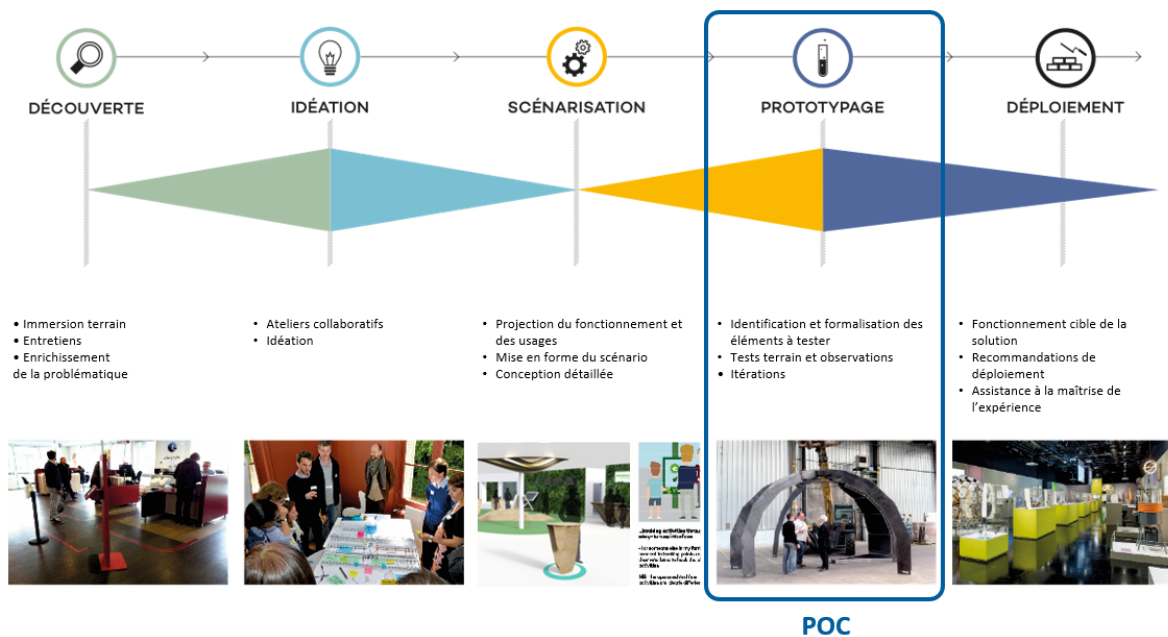 DÉCOUVERTE
IDÉATION
SCÉNARISATION
PROTOTYPAGE
DÉPLOIEMENT
• Immersion terrain
• Entretiens
• Enrichissement
de la problématique
• Ateliers collaboratifs
• Idéation
• Projection du fonctionnement et
des usages
• Mise en forme du scénario
• Conception détaillée
• Identification et formalisation des
éléments à tester
• Tests terrain et observations
• Itérations
• Fonctionnement cible de la
solution
• Recommandations de
déploiement
• Assistance à la maîtrise de
l'expérience
POC